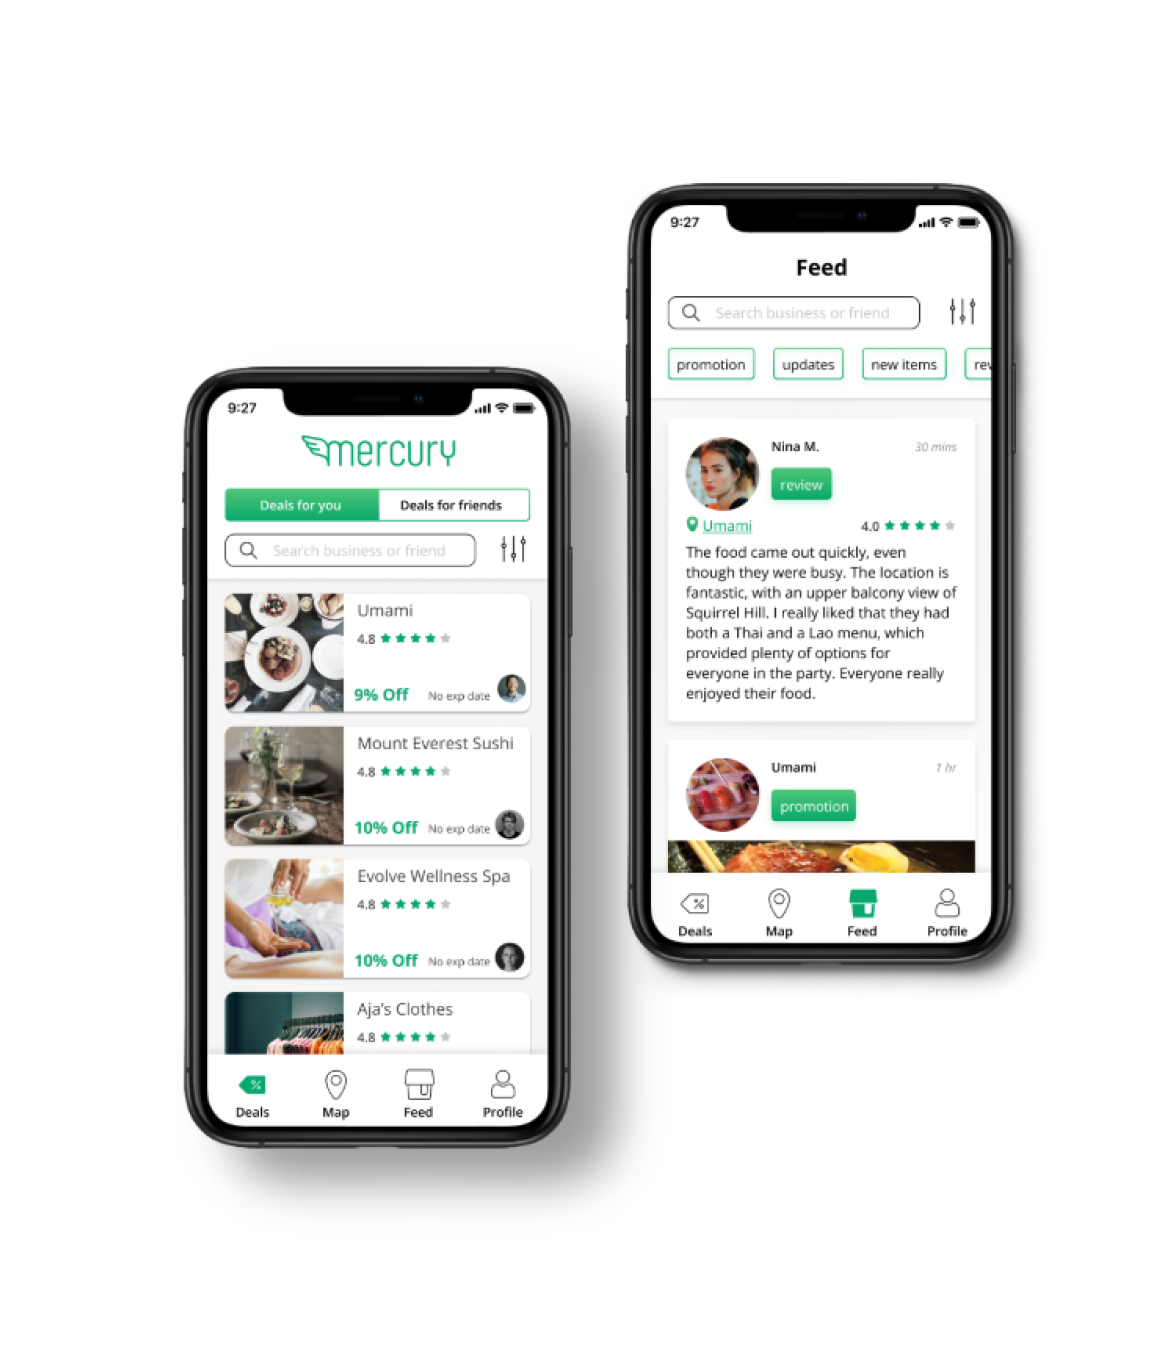 9:27
mercury
Deals for you
Deals for friends
Search business or friend
Umami
4.8
9% Off
No exp date
Mount Everest Sushi
4.8
10% Off
No exp date
Evolve Wellness Spa
4.8
10% Off
No exp date
Aja's Clothes
4.8
%
Deals
Map
Feed
Profile
9:27
Feed
Search business or friend
promotion
updates
new items
rev
Nina M.
30 mins
review
Umami
4.0
The food came out quickly, even
though they were busy. The location is
fantastic, with an upper balcony view of
Squirrel Hill. I really liked that they had
both a Thai and a Lao menu, which
provided plenty of options for
everyone in the party. Everyone really
enjoyed their food.
Umami
1 hr
promotion
%
Deals
Map
Feed
Profile